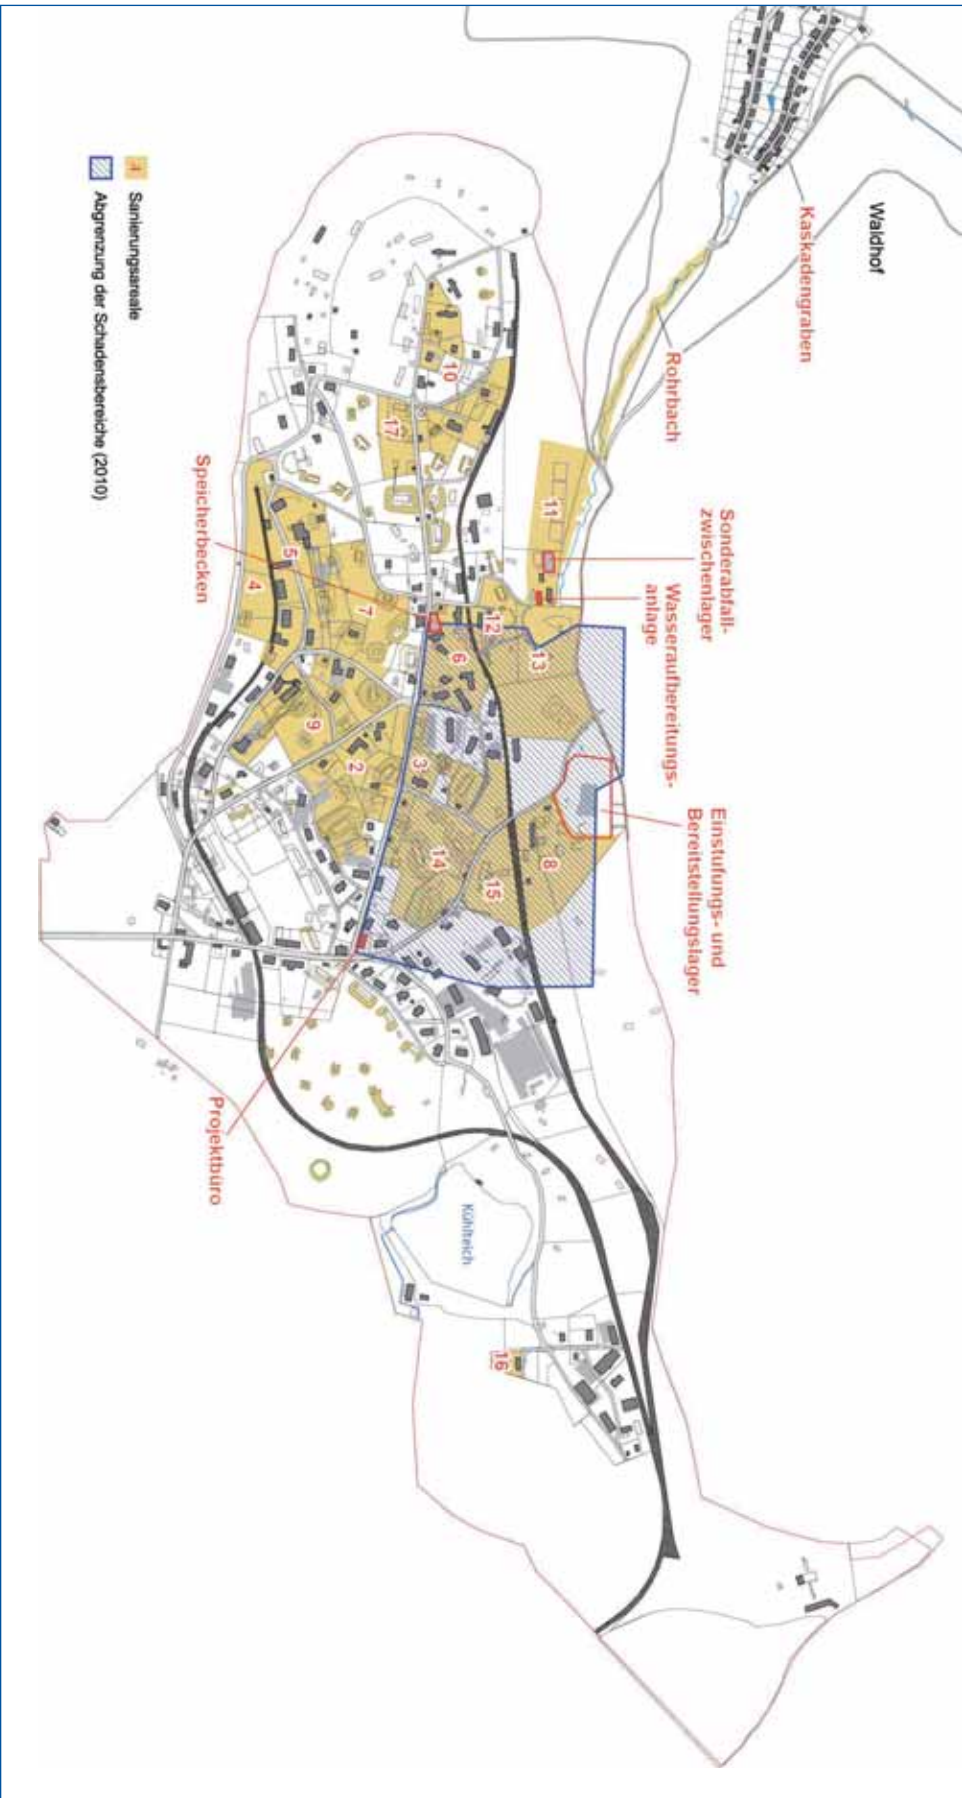 Waldhof
Kaskadengraben
Rohrbach
Sonderabfall-
zwischenlager
Wasseraufbereitungs-
anlage
Einstufungs- und
Bereitstellungslager
10
17
11
12
13
5
4
7
6
9
2
3
8
14
15
16
Speicherbecken
Projektbüro
Kühlteich
Sanierungsareale
Abgrenzung der Schadensbereiche (2010)